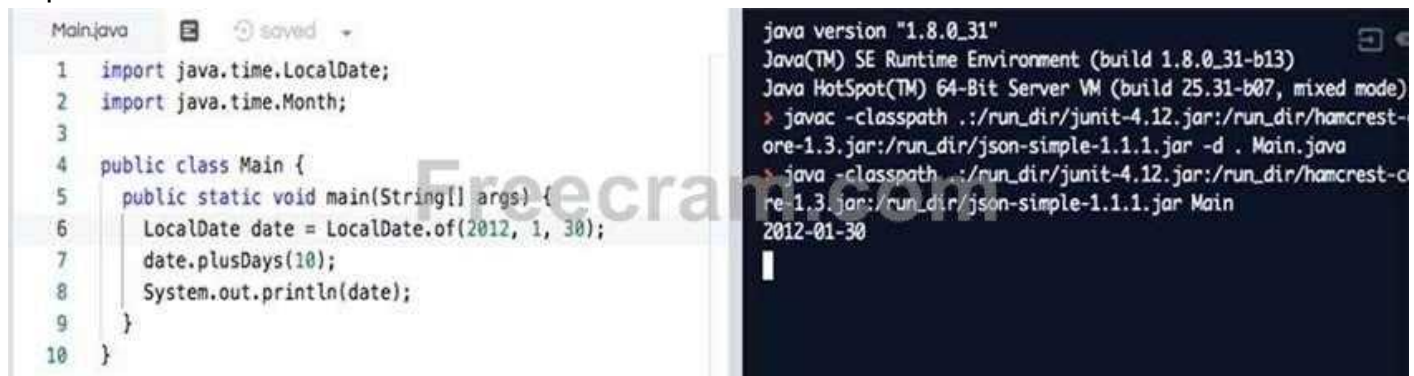 Main.java saved
1 import java.time.LocalDate;
2 import java.time.Month;
3
4 public class Main {
5 public static void main(String[] args) {
6 LocalDate date = LocalDate.of(2012, 1, 30);
7 date.plusDays(10);
8 System.out.println(date);
9 }
10 }
java version "1.8.0_31"
Java(TM) SE Runtime Environment (build 1.8.0_31-b13)
Java HotSpot(TM) 64-Bit Server VM (build 25.31-b07, mixed mode)
> javac -classpath .:/run_dir/junit-4.12.jar:/run_dir/hamcrest-
ore-1.3.jar:/run_dir/json-simple-1.1.1.jar -d . Main.java
> java -classpath .:/run_dir/junit-4.12.jar:/run_dir/hamcrest-co
re-1.3.jar:/run_dir/json-simple-1.1.1.jar Main
2012-01-30
Freecram.com